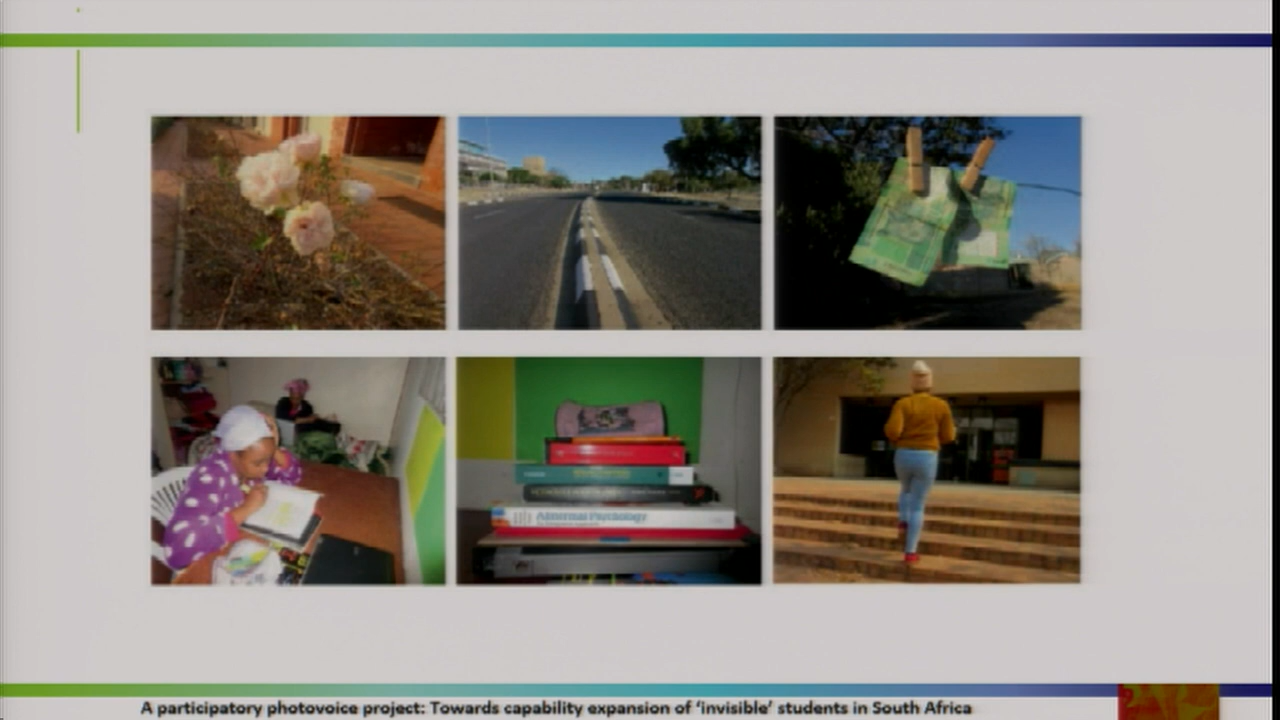 Abnormal Psychology
A participatory photovoice project: Towards capability expansion of ‘invisible’ students in South Africa